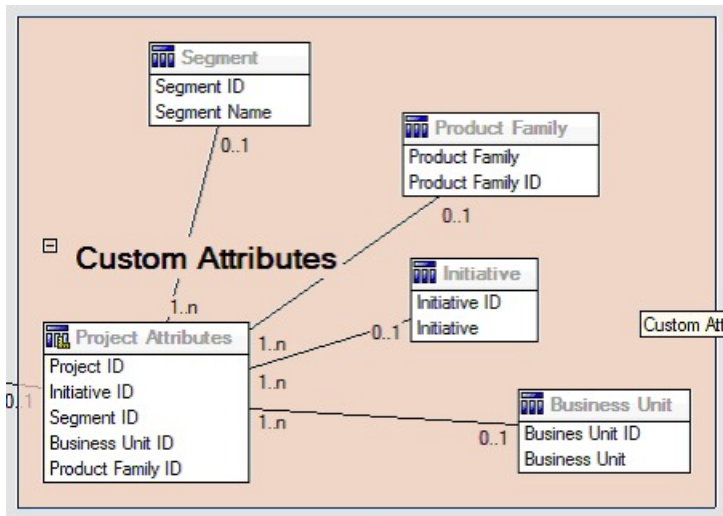 Segment
Segment ID
Segment Name
0..1
Product Family
Product Family
Product Family ID
0..1
Custom Attributes
Initiative
Initiative ID
Initiative
0..1
Custom Att
1..n
Project Attributes
Project ID
Initiative ID
Segment ID
Business Unit ID
Product Family ID
1..n
1..n
1..n
0..1
Business Unit
Busines Unit ID
Business Unit
0..1